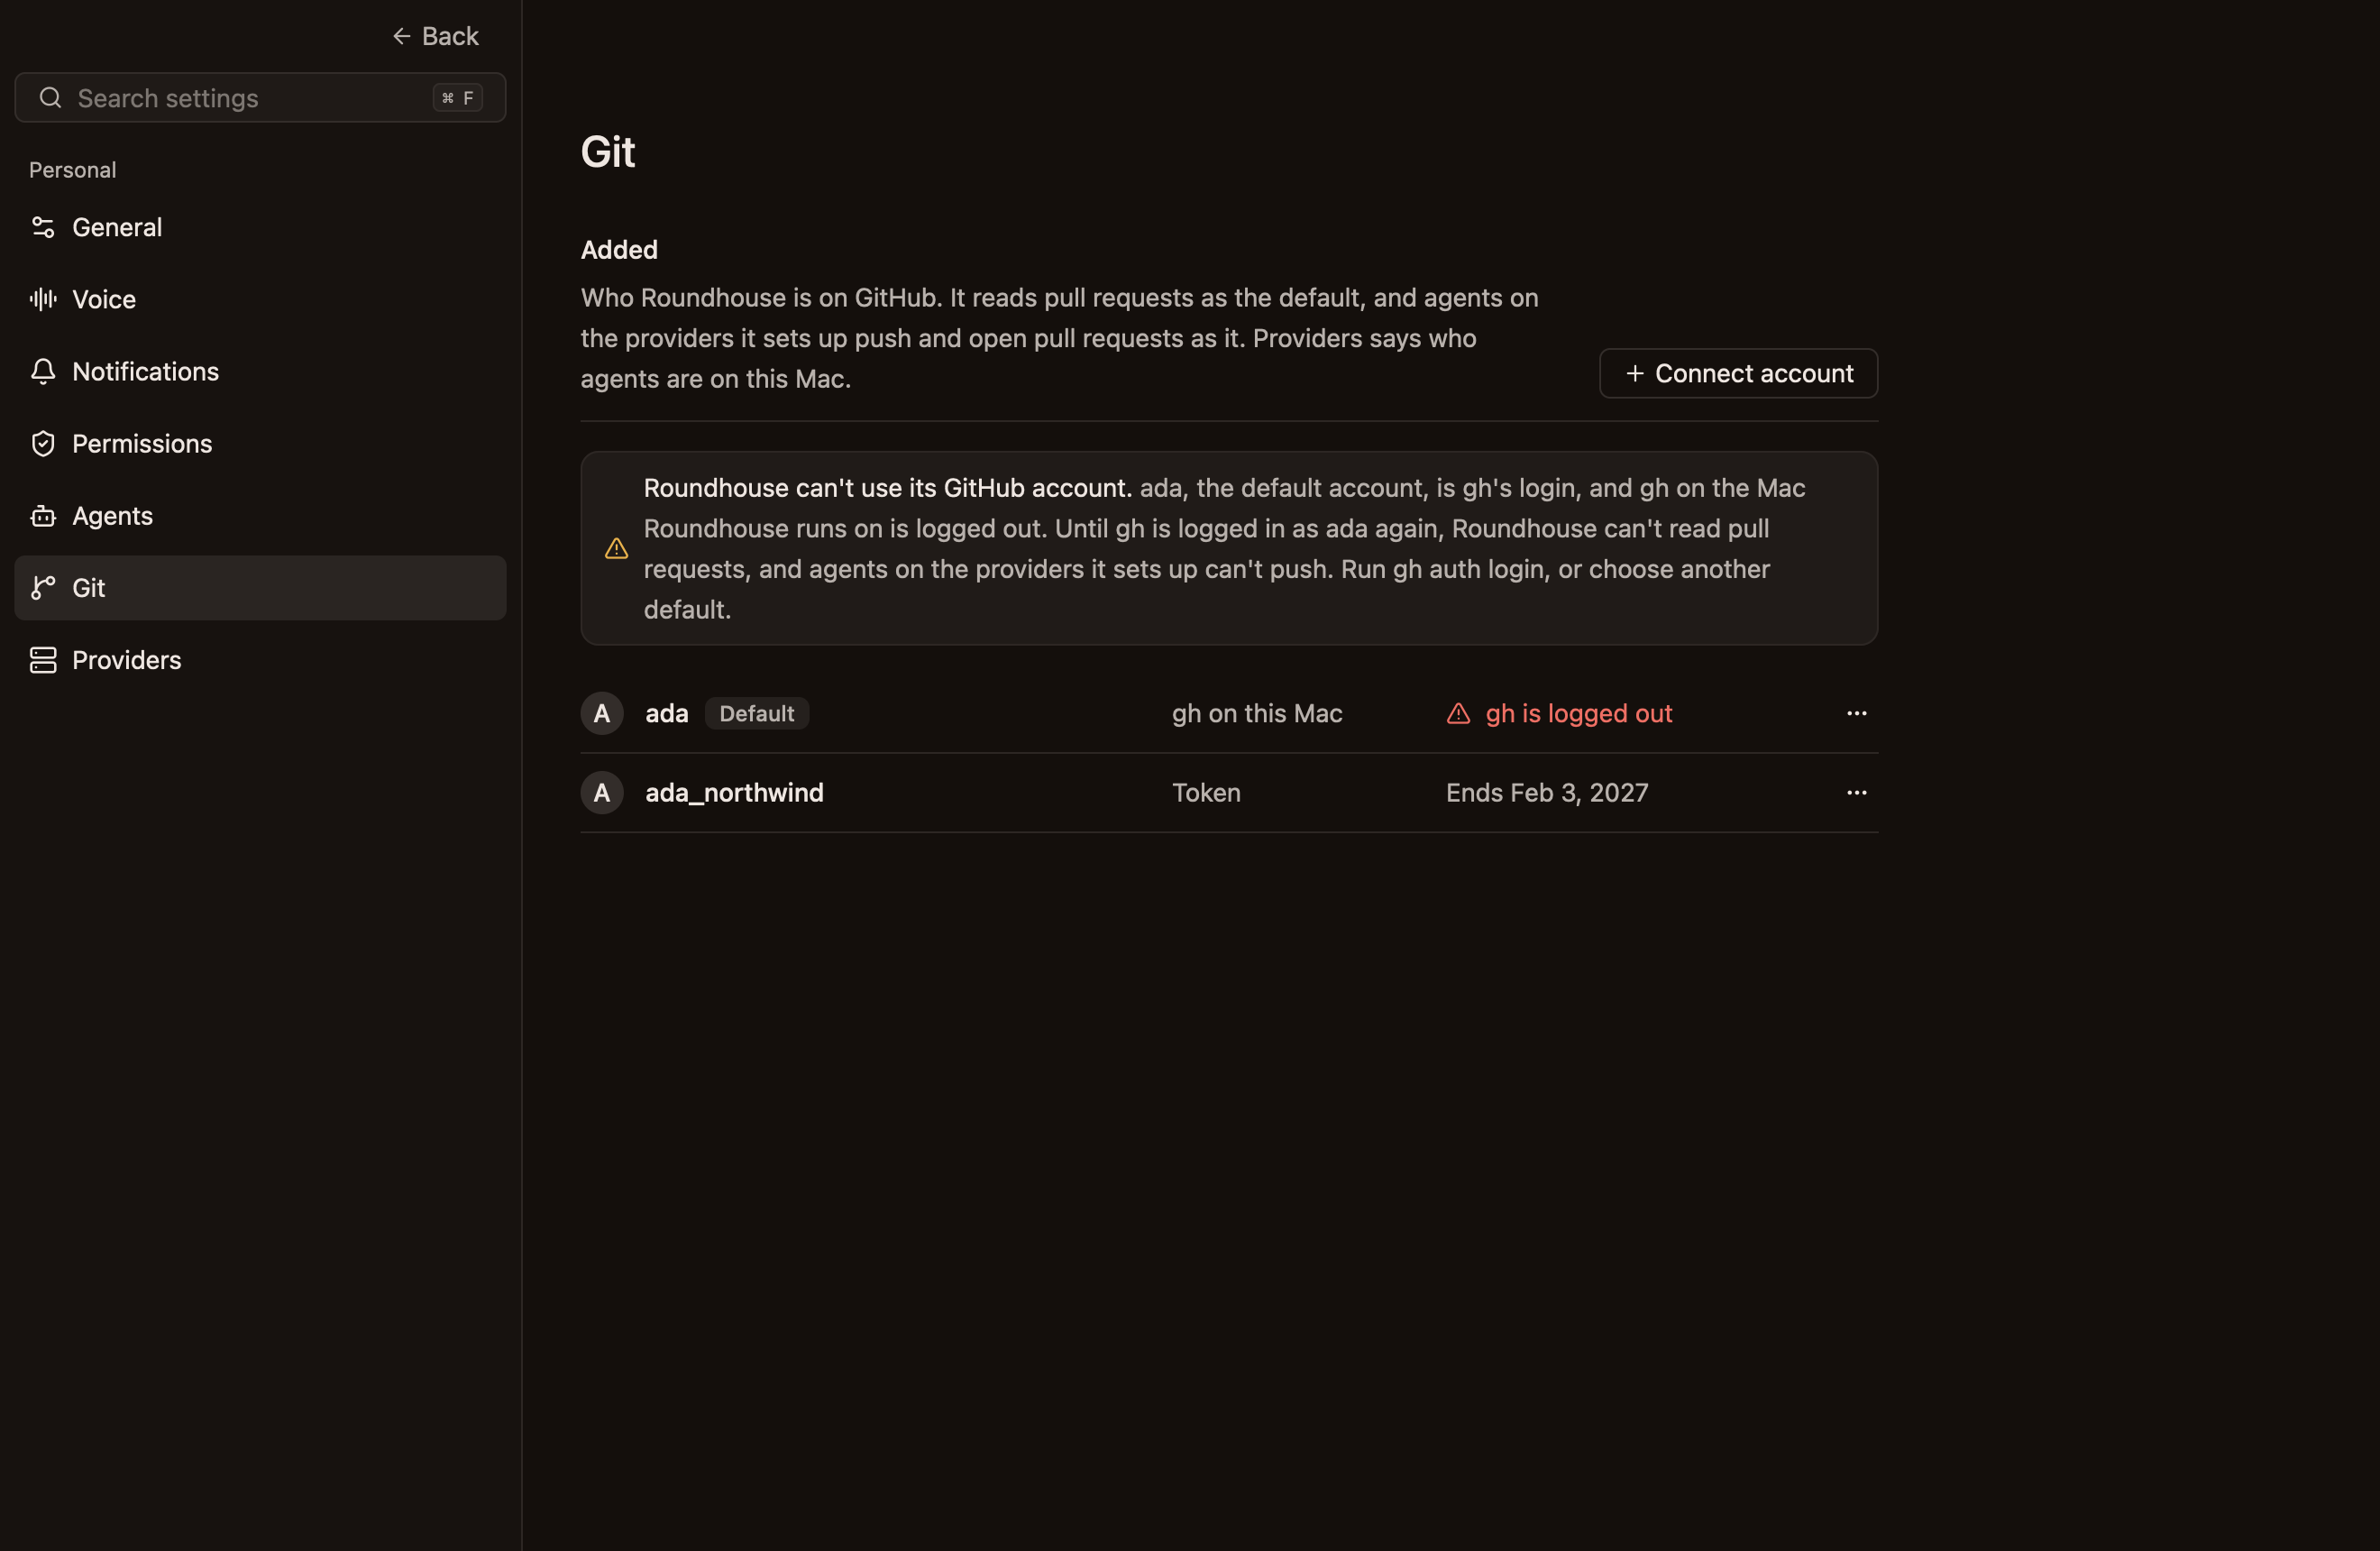 Back
Search settings
⌘ F
Personal
General
Voice
Notifications
Permissions
Agents
Git
Providers
Git
Added
Who Roundhouse is on GitHub. It reads pull requests as the default, and agents on
the providers it sets up push and open pull requests as it. Providers says who
agents are on this Mac.
Connect account
Roundhouse can't use its GitHub account. ada, the default account, is gh's login, and gh on the Mac
Roundhouse runs on is logged out. Until gh is logged in as ada again, Roundhouse can't read pull
requests, and agents on the providers it sets up can't push. Run gh auth login, or choose another
default.
A ada Default gh on this Mac gh is logged out
A ada_northwind Token Ends Feb 3, 2027